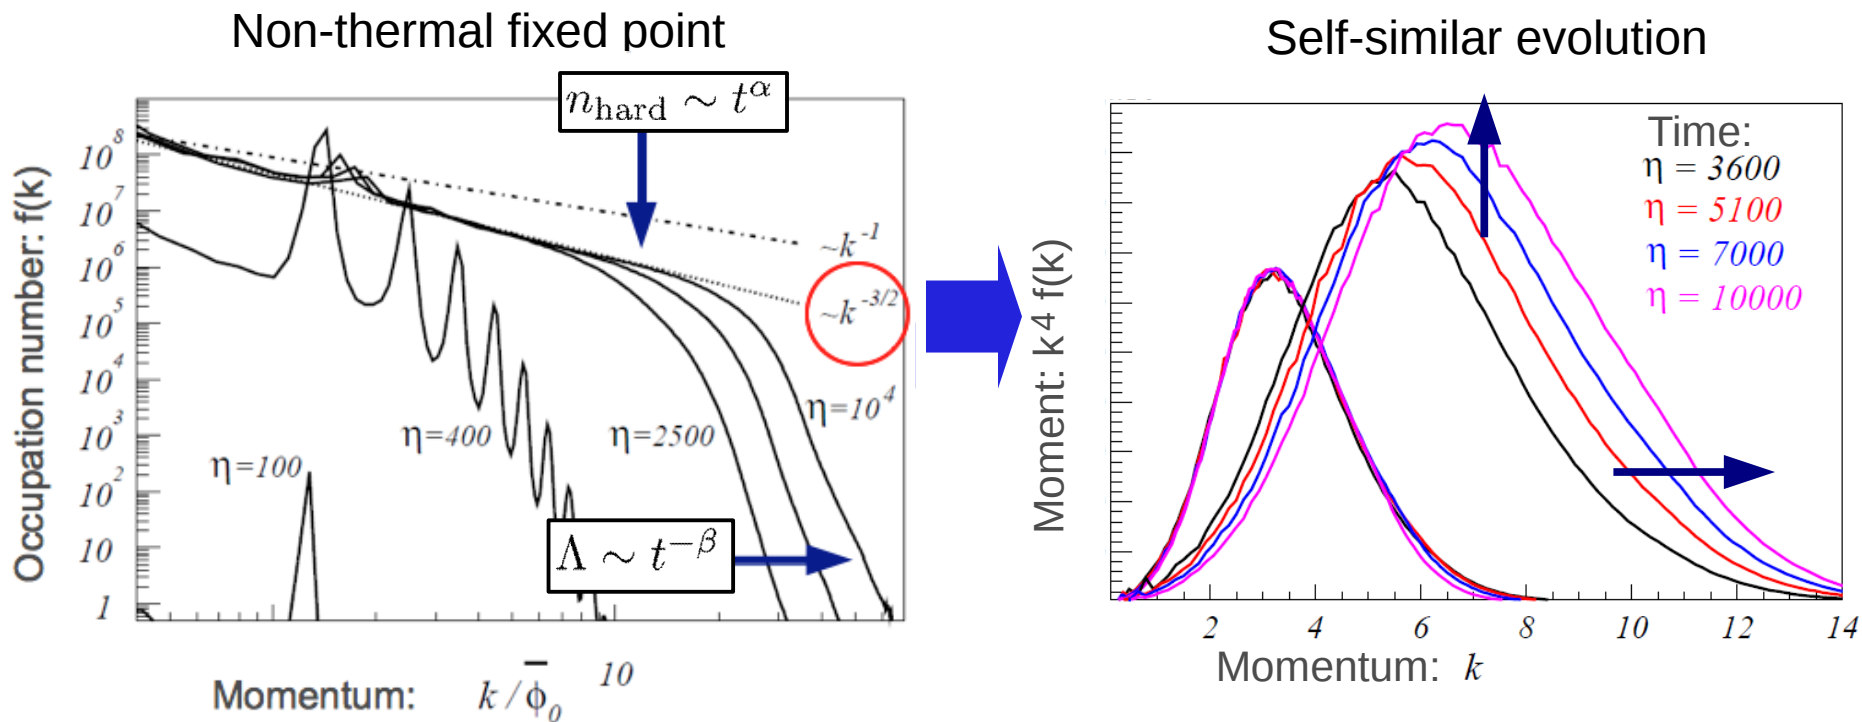 Non-thermal fixed point
n_hard ∼ t^α
Occupation number: f(k)
10^8
10^7
10^6
10^5
10^4
10^3
10^2
10
1
~k^-1
~k^-3/2
η=100
η=400
η=2500
η=10^4
Λ ∼ t^−β
10
Momentum: k / φ̄_0
Self-similar evolution
Time:
η = 3600
η = 5100
η = 7000
η = 10000
Moment: k^4 f(k)
2 4 6 8 10 12 14
Momentum: k